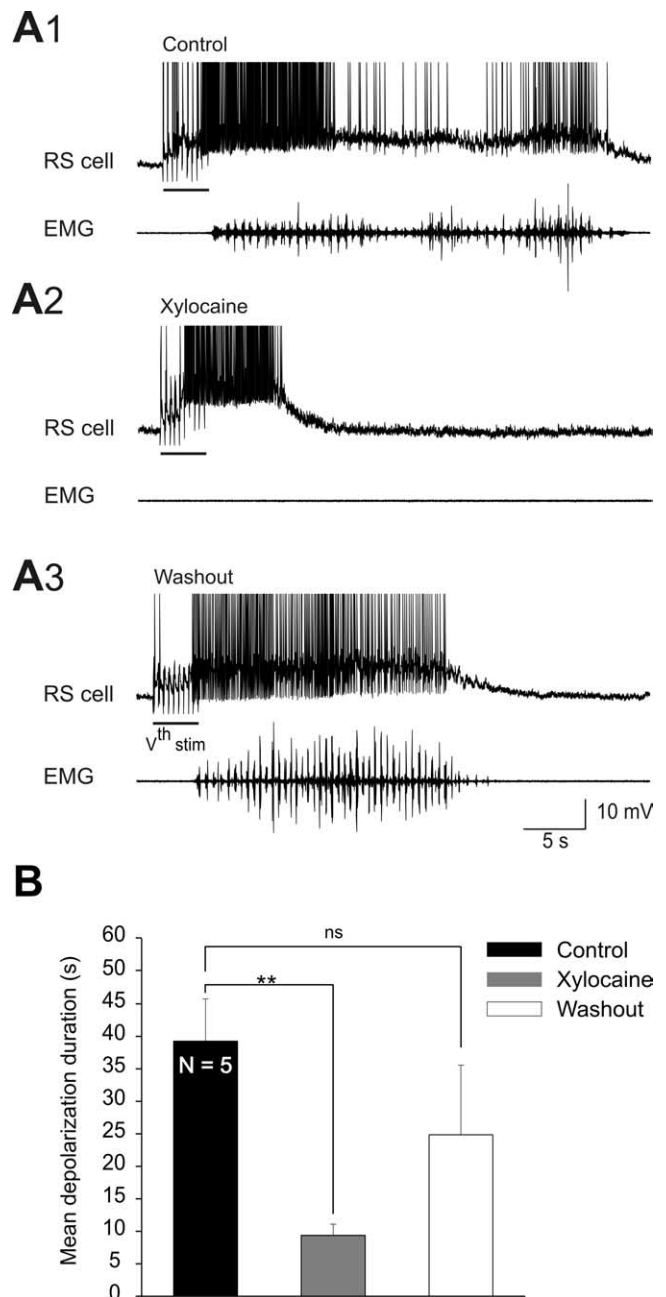 A1
Control
RS cell
EMG
A2
Xylocaine
RS cell
EMG
A3
Washout
RS cell
Vth stim
EMG
10 mV
5 s
B
Mean depolarization duration (s)
60
55
50
45
40
35
30
25
20
15
10
5
0
ns
**
N = 5
Control
Xylocaine
Washout